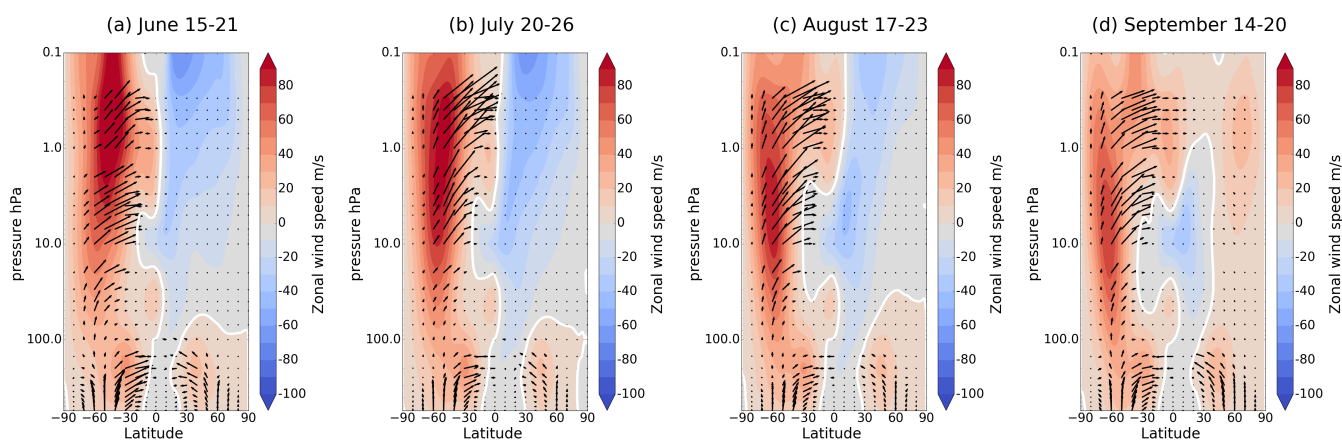 (a) June 15-21
0.1
1.0
10.0
100.0
pressure hPa
−90 −60 −30 0 30 60 90
Latitude
80
60
40
20
0
-20
-40
-60
-80
-100
Zonal wind speed m/s
(b) July 20-26
0.1
1.0
10.0
100.0
pressure hPa
−90 −60 −30 0 30 60 90
Latitude
80
60
40
20
0
-20
-40
-60
-80
-100
Zonal wind speed m/s
(c) August 17-23
0.1
1.0
10.0
100.0
pressure hPa
−90 −60 −30 0 30 60 90
Latitude
80
60
40
20
0
-20
-40
-60
-80
-100
Zonal wind speed m/s
(d) September 14-20
0.1
1.0
10.0
100.0
pressure hPa
−90 −60 −30 0 30 60 90
Latitude
80
60
40
20
0
-20
-40
-60
-80
-100
Zonal wind speed m/s